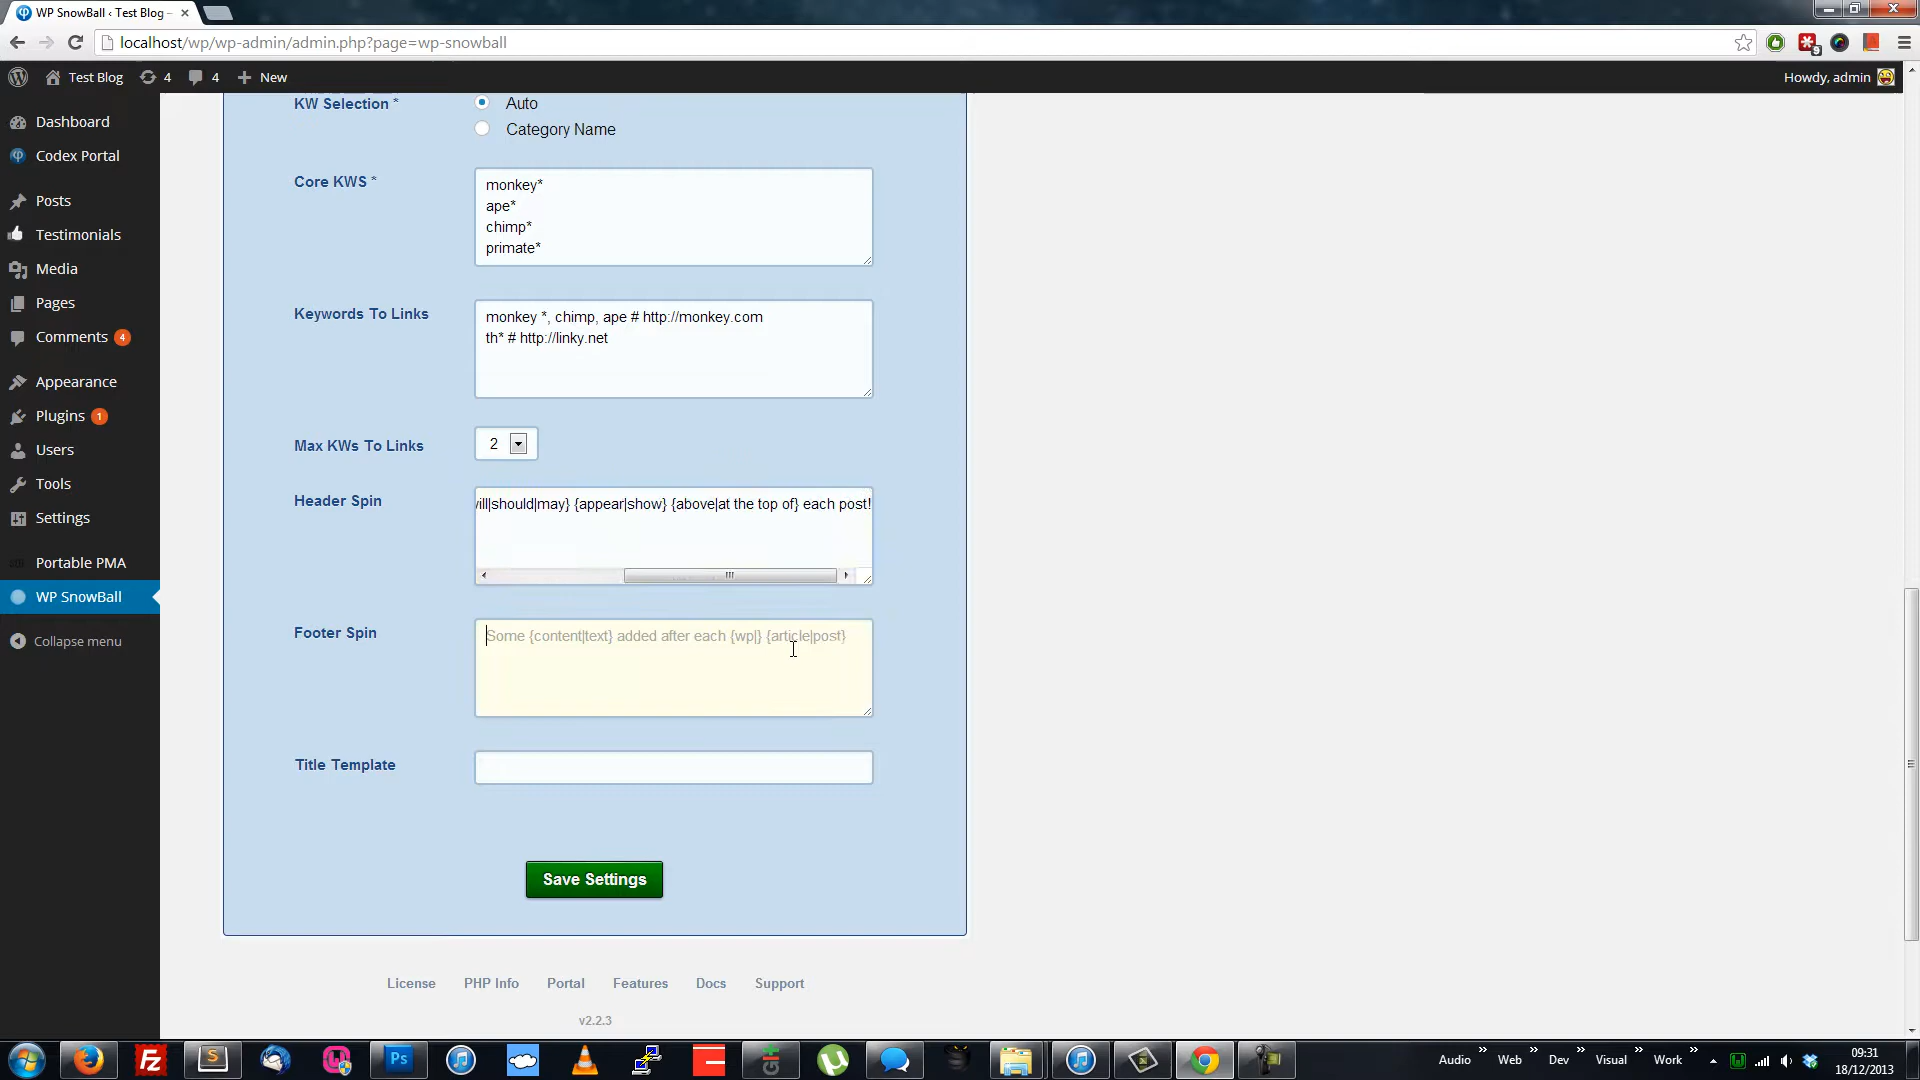 WP SnowBall ‹ Test Blog –
localhost/wp/wp-admin/admin.php?page=wp-snowball
9
Test Blog
4
4
New
Howdy, admin
Dashboard
Codex Portal
Posts
Testimonials
Media
Pages
Comments 4
Appearance
Plugins 1
Users
Tools
Settings
Portable PMA
WP SnowBall
Collapse menu
KW Selection *
Auto
Category Name
Core KWS *
monkey*
ape*
chimp*
primate*
Keywords To Links
monkey *, chimp, ape # http://monkey.com
th* # http://linky.net
Max KWs To Links
2
Header Spin
ill|should|may} {appear|show} {above|at the top of} each post!
Footer Spin
Some {content|text} added after each {wp|} {article|post}
Title Template
Save Settings
License PHP Info Portal Features Docs Support
v2.2.3
Fz
S
Ps
Audio » Web » Dev » Visual » Work »
09:31
18/12/2013